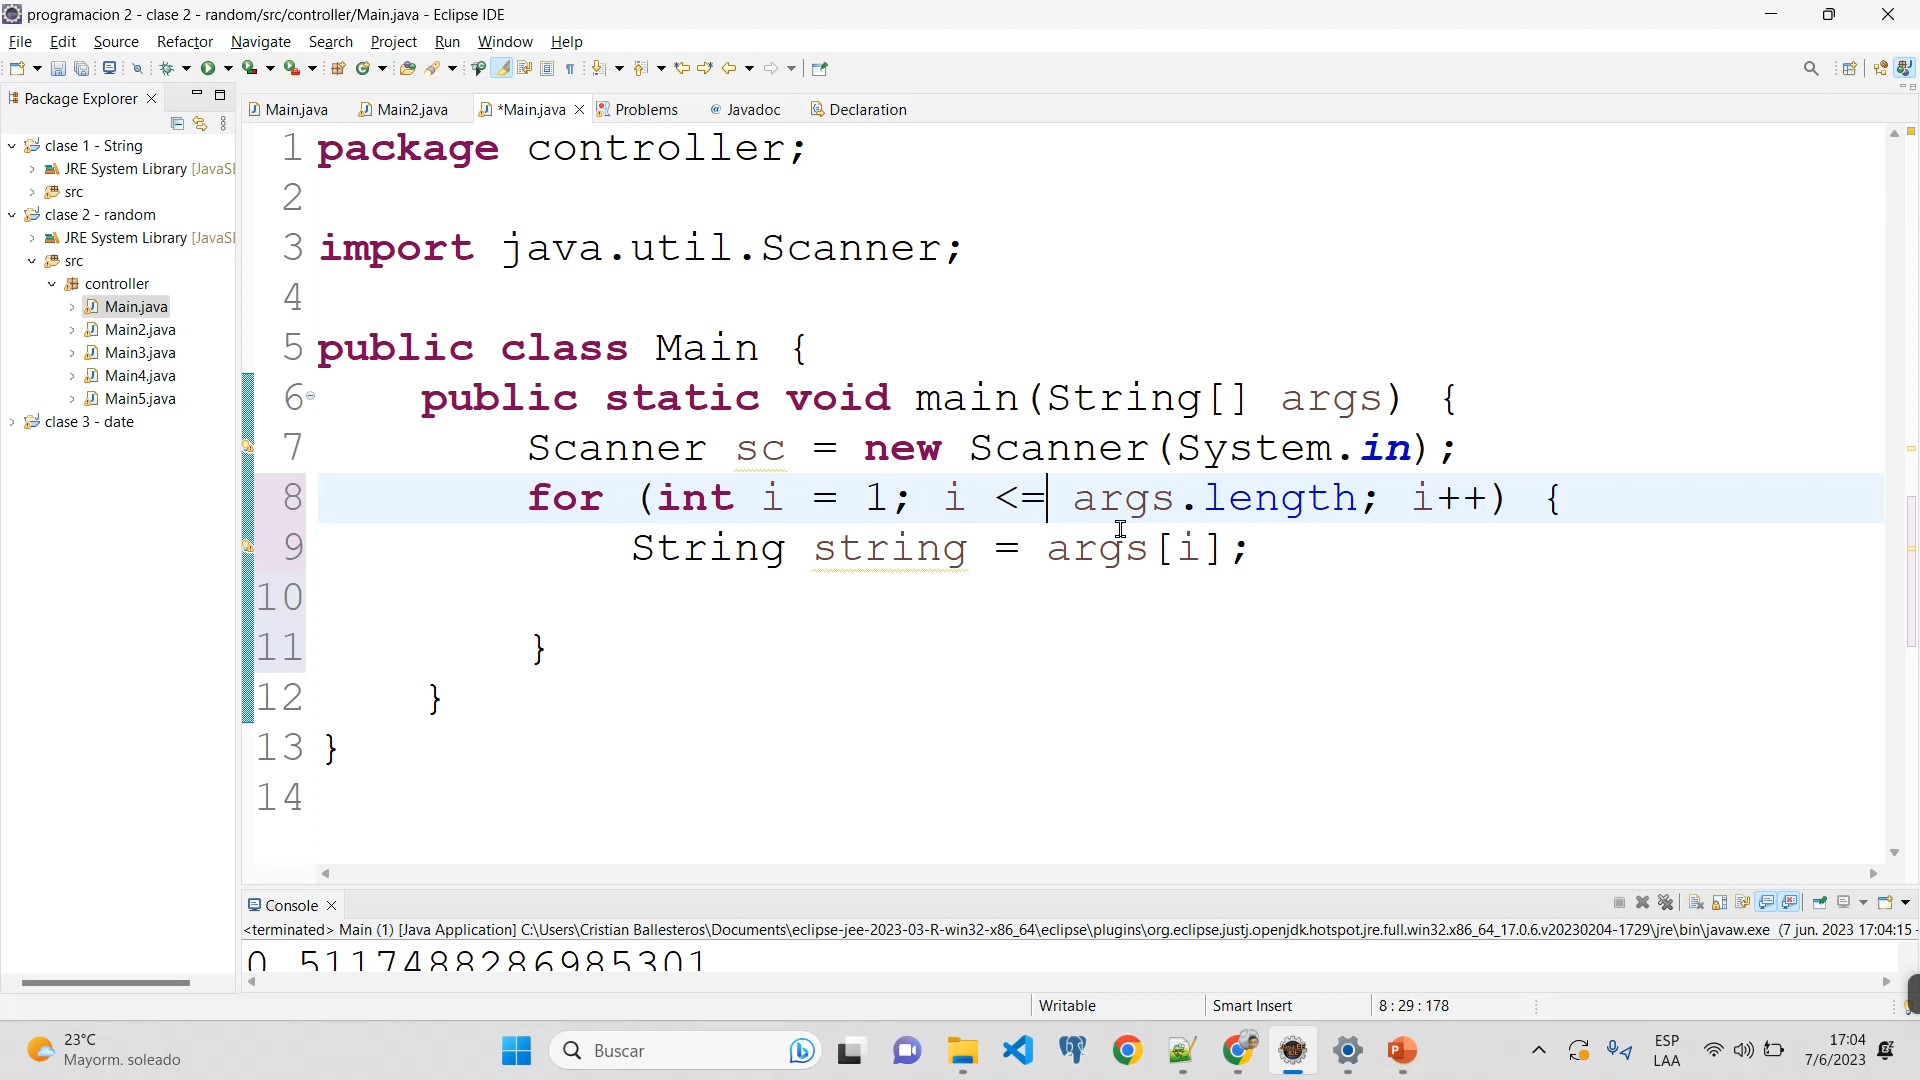 programacion 2 - clase 2 - random/src/controller/Main.java - Eclipse IDE
File Edit Source Refactor Navigate Search Project Run Window Help
Package Explorer
Main.java Main2.java *Main.java Problems @ Javadoc Declaration
clase 1 - String
JRE System Library [JavaSE
src
clase 2 - random
JRE System Library [JavaSE
src
controller
Main.java
Main2.java
Main3.java
Main4.java
Main5.java
clase 3 - date
1 package controller;
2
3 import java.util.Scanner;
4
5 public class Main {
6 public static void main(String[] args) {
7 Scanner sc = new Scanner(System.in);
8 for (int i = 1; i <= args.length; i++) {
9 String string = args[i];
10
11 }
12 }
13 }
14
Console
<terminated> Main (1) [Java Application] C:\Users\Cristian Ballesteros\Documents\eclipse-jee-2023-03-R-win32-x86_64\eclipse\plugins\org.eclipse.justj.openjdk.hotspot.jre.full.win32.x86_64_17.0.6.v20230204-1729\jre\bin\javaw.exe (7 jun. 2023 17:04:15 -
0.5117488286985301
Writable Smart Insert 8 : 29 : 178
23°C
Mayorm. soleado
Buscar
ESP
LAA
17:04
7/6/2023